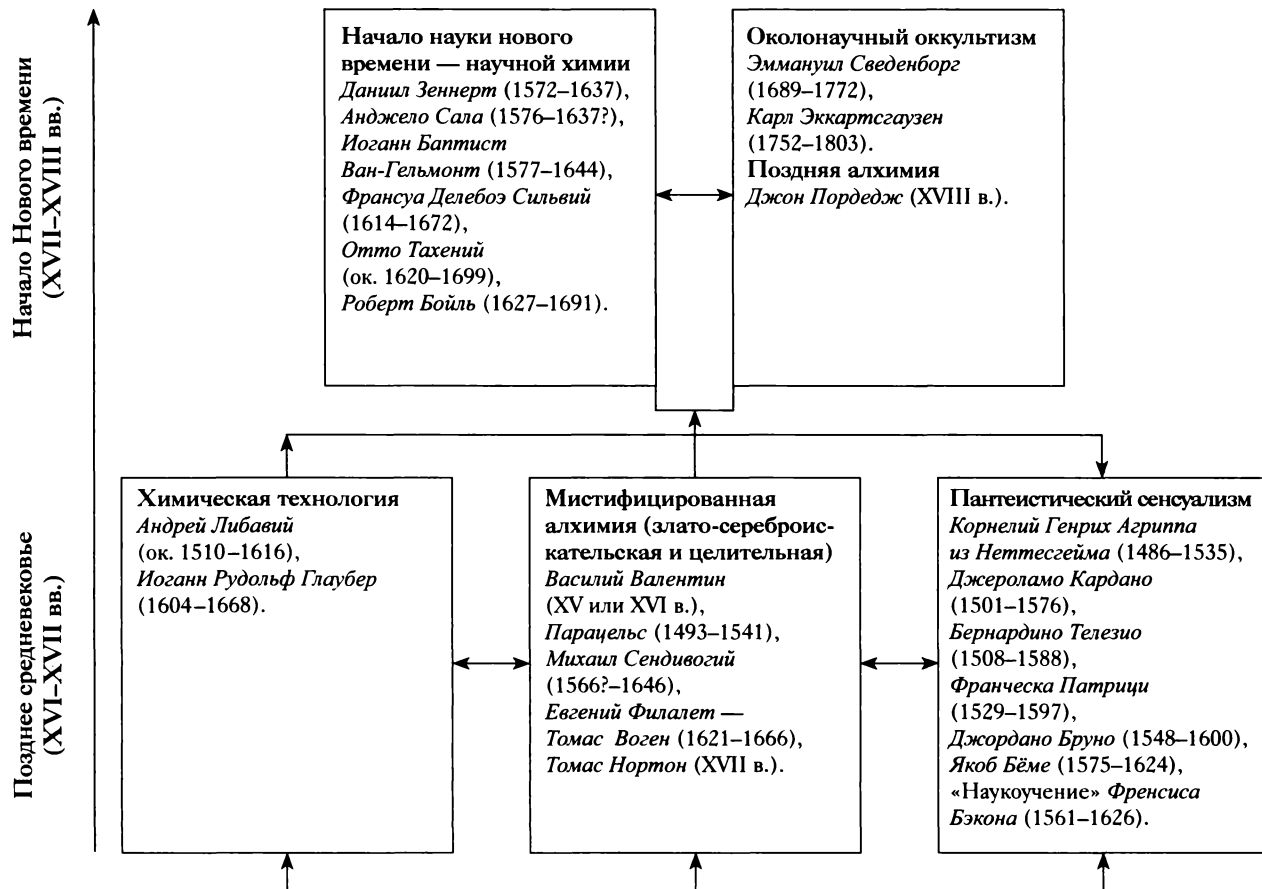 Начало Нового времени
(XVII–XVIII вв.)
Начало науки нового
времени — научной химии
Даниил Зеннерт (1572–1637),
Анджело Сала (1576–1637?),
Иоганн Баптист
Ван-Гельмонт (1577–1644),
Франсуа Делебоэ Сильвий
(1614–1672),
Отто Тахений
(ок. 1620–1699),
Роберт Бойль (1627–1691).
Околонаучный оккультизм
Эммануил Сведенборг
(1689–1772),
Карл Эккартсгаузен
(1752–1803).
Поздняя алхимия
Джон Пордедж (XVIII в.).
Позднее средневековье
(XVI–XVII вв.)
Химическая технология
Андрей Либавий
(ок. 1510–1616),
Иоганн Рудольф Глаубер
(1604–1668).
Мистифицированная
алхимия (злато-сереброис-
кательская и целительная)
Василий Валентин
(XV или XVI в.),
Парацельс (1493–1541),
Михаил Сендивогий
(1566?–1646),
Евгений Филалет —
Томас Воген (1621–1666),
Томас Нортон (XVII в.).
Пантеистический сенсуализм
Корнелий Генрих Агриппа
из Неттесгейма (1486–1535),
Джероламо Кардано
(1501–1576),
Бернардино Телезио
(1508–1588),
Франческа Патрици
(1529–1597),
Джордано Бруно (1548–1600),
Якоб Бёме (1575–1624),
«Наукоучение» Френсиса
Бэкона (1561–1626).